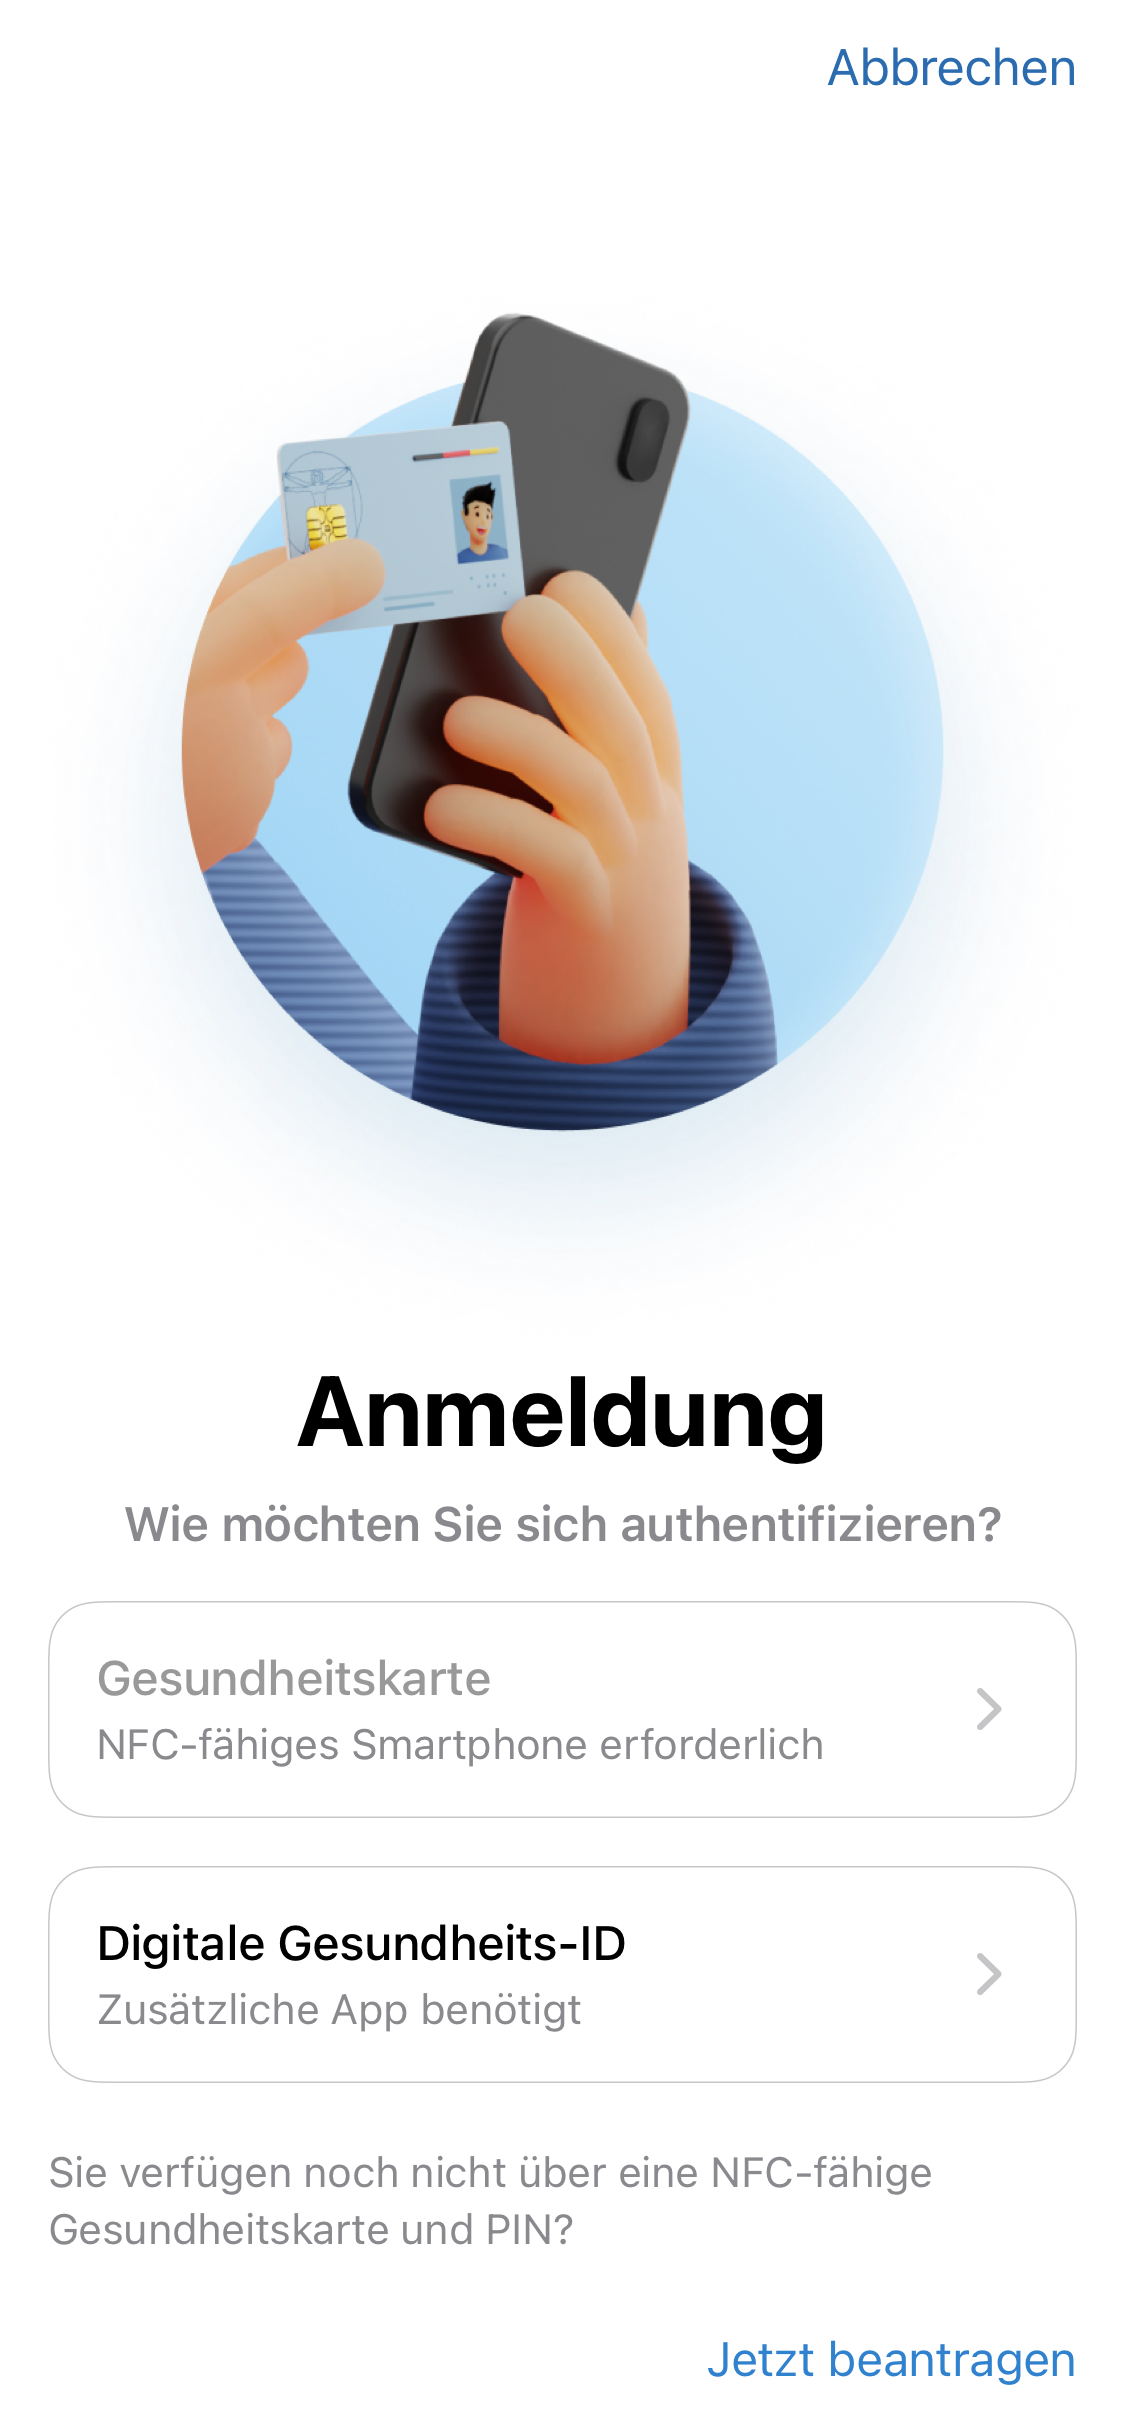 Abbrechen
Anmeldung
Wie möchten Sie sich authentifizieren?
Gesundheitskarte
NFC-fähiges Smartphone erforderlich
Digitale Gesundheits-ID
Zusätzliche App benötigt
Sie verfügen noch nicht über eine NFC-fähige
Gesundheitskarte und PIN?
Jetzt beantragen